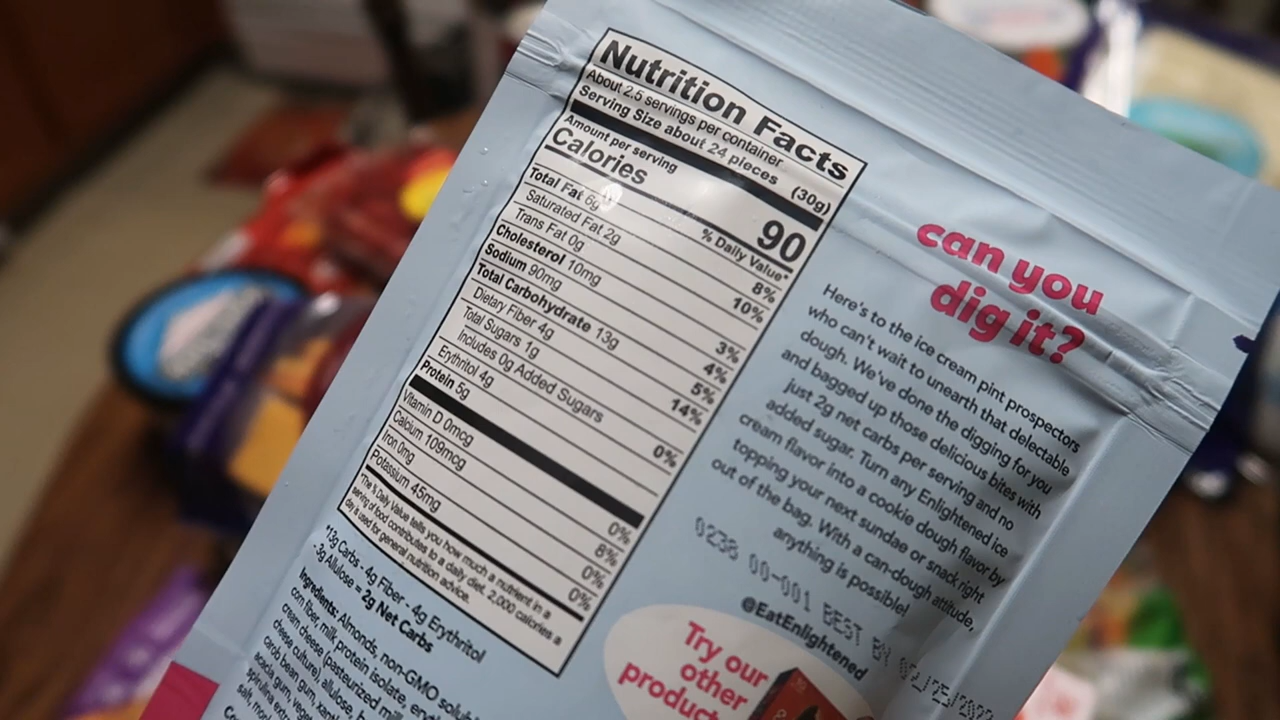 Nutrition Facts
About 2.5 servings per container
Serving Size about 24 pieces (30g)
Amount per serving
Calories 90
% Daily Value*
Total Fat 6g 8%
Saturated Fat 2g 10%
Trans Fat 0g
Cholesterol 10mg 3%
Sodium 90mg 4%
Total Carbohydrate 13g 5%
Dietary Fiber 4g 14%
Total Sugars 1g
Includes 0g Added Sugars 0%
Erythritol 4g
Protein 5g
Vitamin D 0mcg 0%
Calcium 109mcg 8%
Iron 0mg 0%
Potassium 45mg 0%
*The % Daily Value tells you how much a nutrient in a
serving of food contributes to a daily diet. 2,000 calories a
day is used for general nutrition advice.
*13g Carbs - 4g Fiber - 4g Erythritol
- 3g Allulose = 2g Net Carbs
Ingredients: Almonds, non-GMO soluble
corn fiber, milk protein isolate,
cream cheese (pasteurized milk
cheese culture), allulose,
carob bean gum,
acacia gum,
spirulina
salt,
can you
dig it?
Here's to the ice cream pint prospectors
who can't wait to unearth that delectable
dough. We've done the digging for you
and bagged up those delicious bites with
just 2g net carbs per serving and no
added sugar. Turn any Enlightened ice
cream flavor into a cookie dough flavor by
topping your next sundae or snack right
out of the bag. With a can-dough attitude,
anything is possible!
0236 00-001 BEST BY
@EatEnlightened
Try our
other